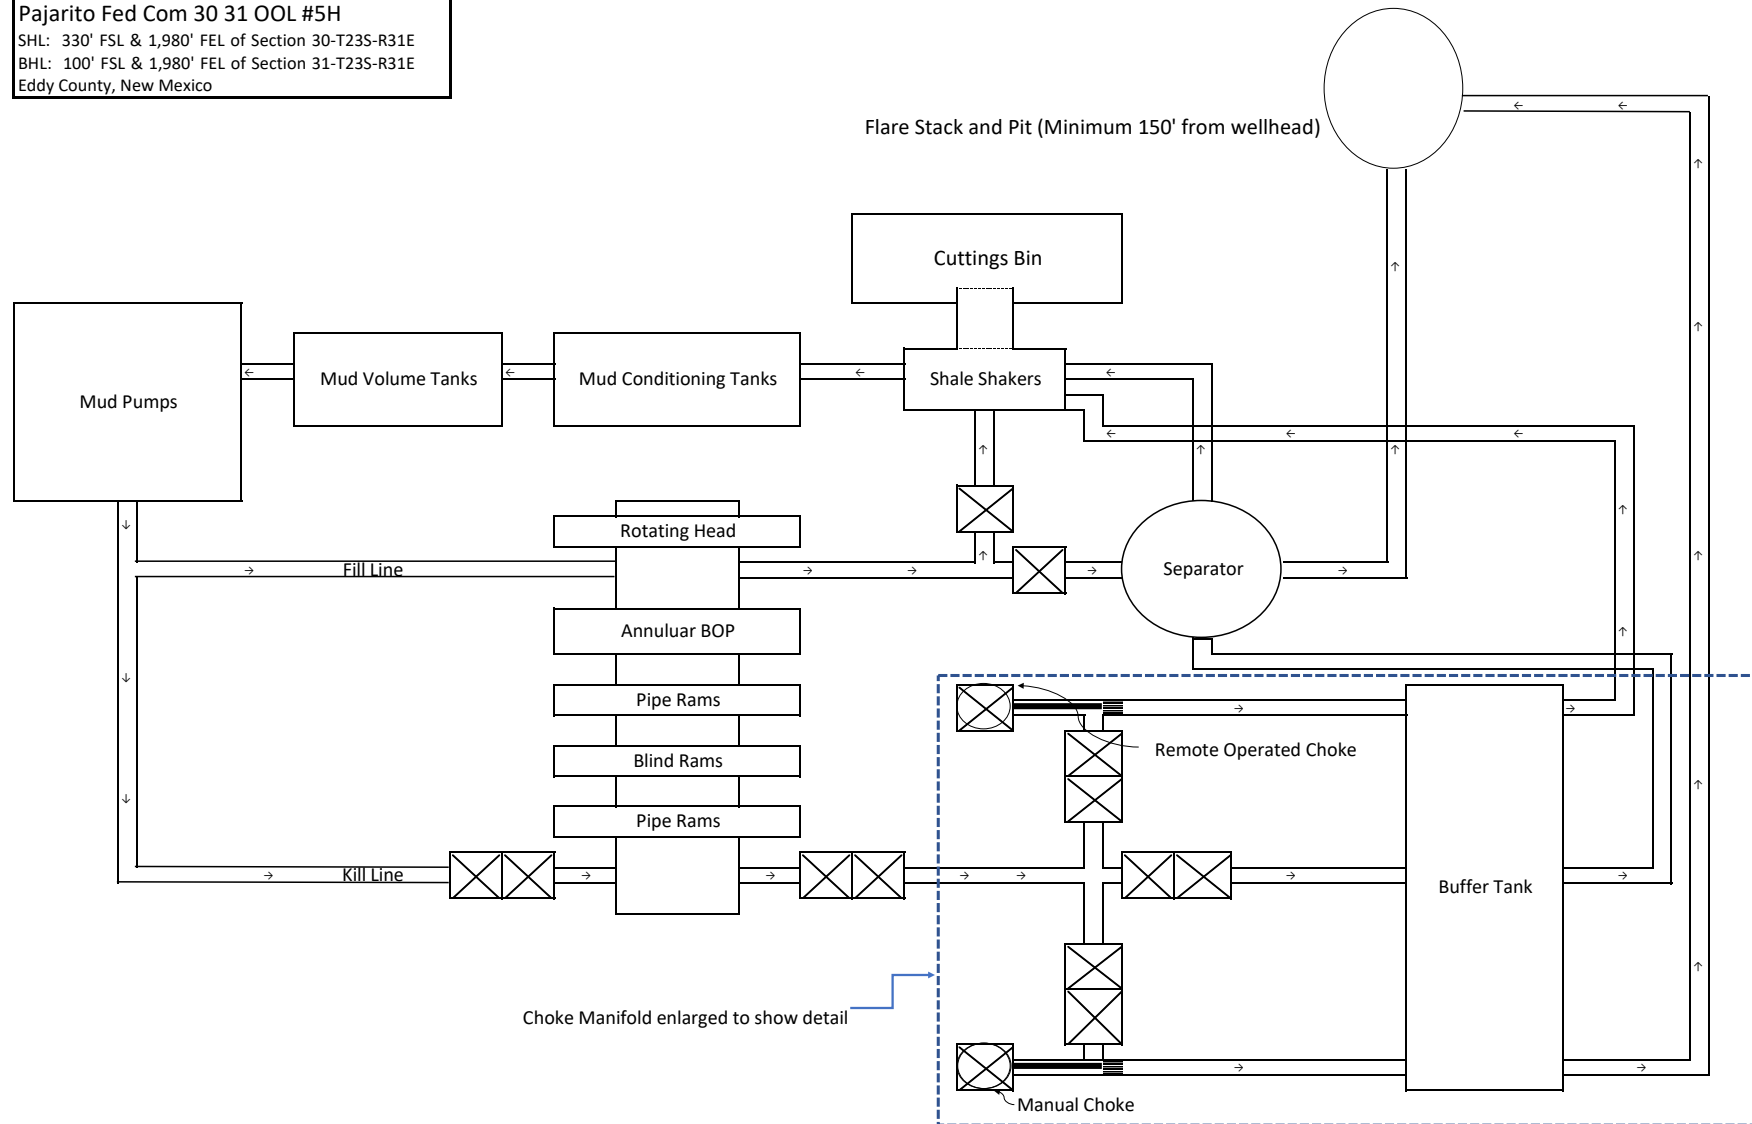 Pajarito Fed Com 30 31 OOL #5H
SHL: 330' FSL & 1,980' FEL of Section 30-T23S-R31E
BHL: 100' FSL & 1,980' FEL of Section 31-T23S-R31E
Eddy County, New Mexico
Flare Stack and Pit (Minimum 150' from wellhead)
Cuttings Bin
Mud Pumps
Mud Volume Tanks
Mud Conditioning Tanks
Shale Shakers
Rotating Head
Fill Line
Separator
Annuluar BOP
Pipe Rams
Blind Rams
Pipe Rams
Remote Operated Choke
Kill Line
Buffer Tank
Choke Manifold enlarged to show detail
Manual Choke